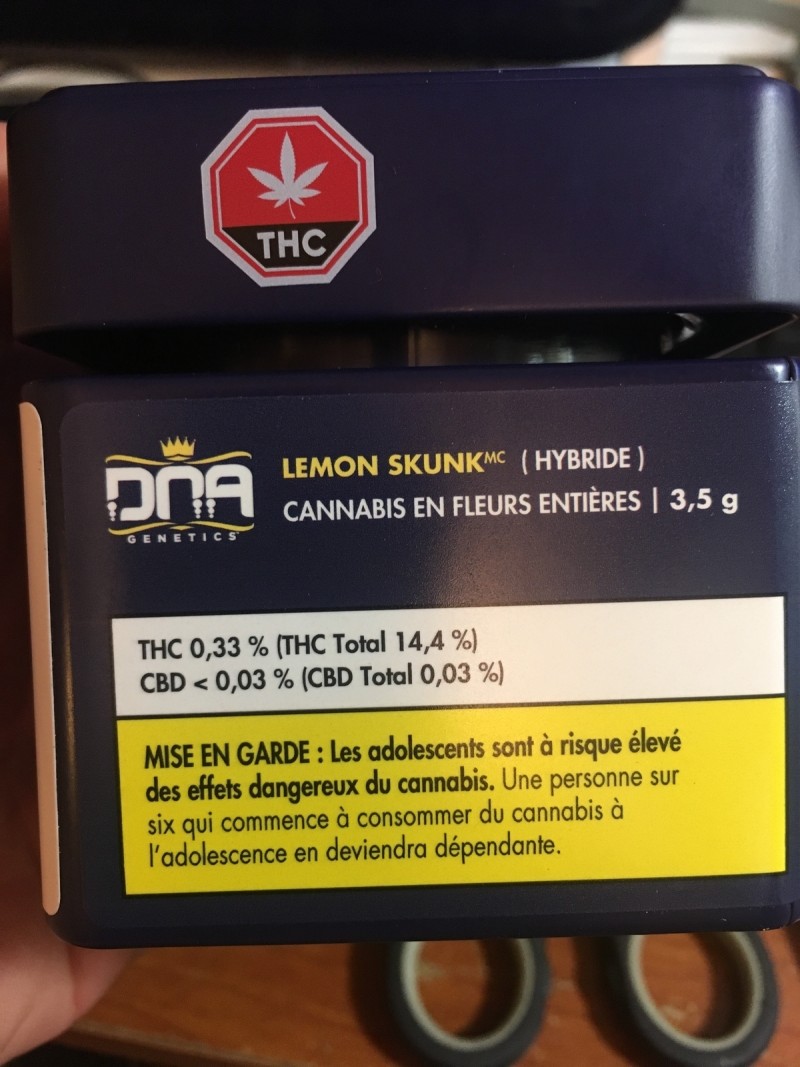 THC
DNA
GENETICS
LEMON SKUNK MC ( HYBRIDE )
CANNABIS EN FLEURS ENTIÈRES | 3,5 g
THC 0,33 % (THC Total 14,4 %)
CBD < 0,03 % (CBD Total 0,03 %)
MISE EN GARDE : Les adolescents sont à risque élevé
des effets dangereux du cannabis. Une personne sur
six qui commence à consommer du cannabis à
l'adolescence en deviendra dépendante.